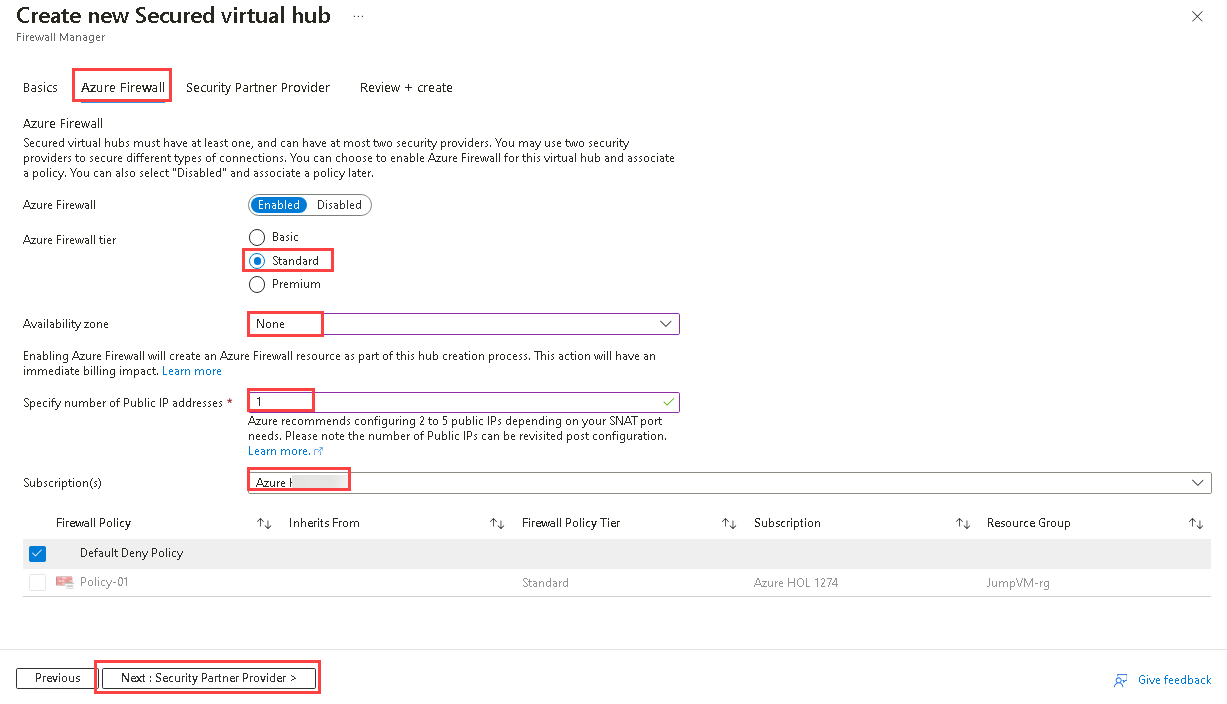 Create new Secured virtual hub ...
Firewall Manager
Basics Azure Firewall Security Partner Provider Review + create
Azure Firewall
Secured virtual hubs must have at least one, and can have at most two security providers. You may use two security
providers to secure different types of connections. You can choose to enable Azure Firewall for this virtual hub and associate
a policy. You can also select "Disabled" and associate a policy later.
Azure Firewall Enabled Disabled
Azure Firewall tier Basic
Standard
Premium
Availability zone None
Enabling Azure Firewall will create an Azure Firewall resource as part of this hub creation process. This action will have an
immediate billing impact. Learn more
Specify number of Public IP addresses * 1
Azure recommends configuring 2 to 5 public IPs depending on your SNAT port
needs. Please note the number of Public IPs can be revisited post configuration.
Learn more.
Subscription(s) Azure
Firewall Policy Inherits From Firewall Policy Tier Subscription Resource Group
Default Deny Policy
Policy-01 Standard Azure HOL 1274 JumpVM-rg
Previous Next : Security Partner Provider > Give feedback